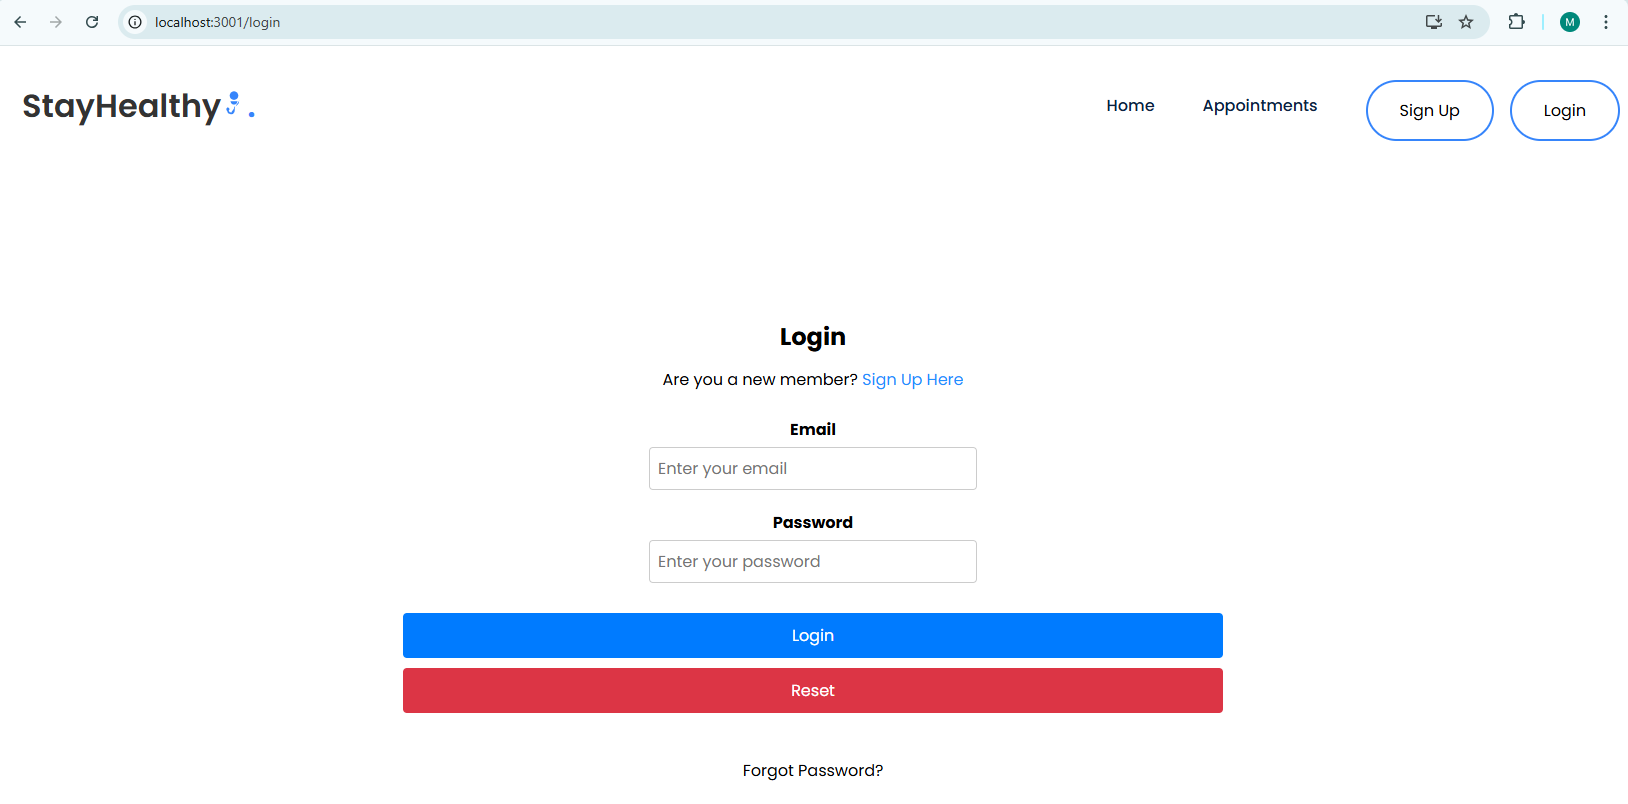 localhost:3001/login
M
StayHealthy.
Home
Appointments
Sign Up
Login
Login
Are you a new member? Sign Up Here
Email
Enter your email
Password
Enter your password
Login
Reset
Forgot Password?